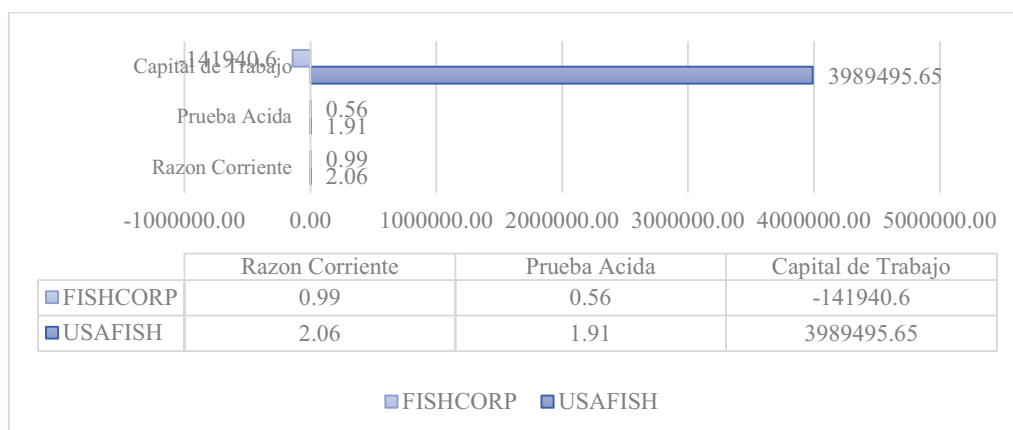 -141940.6
Capital de Trabajo
3989495.65
Prueba Acida
0.56
1.91
Razon Corriente
0.99
2.06
-1000000.00 0.00 1000000.00 2000000.00 3000000.00 4000000.00 5000000.00
Razon Corriente Prueba Acida Capital de Trabajo
FISHCORP 0.99 0.56 -141940.6
USAFISH 2.06 1.91 3989495.65
FISHCORP USAFISH